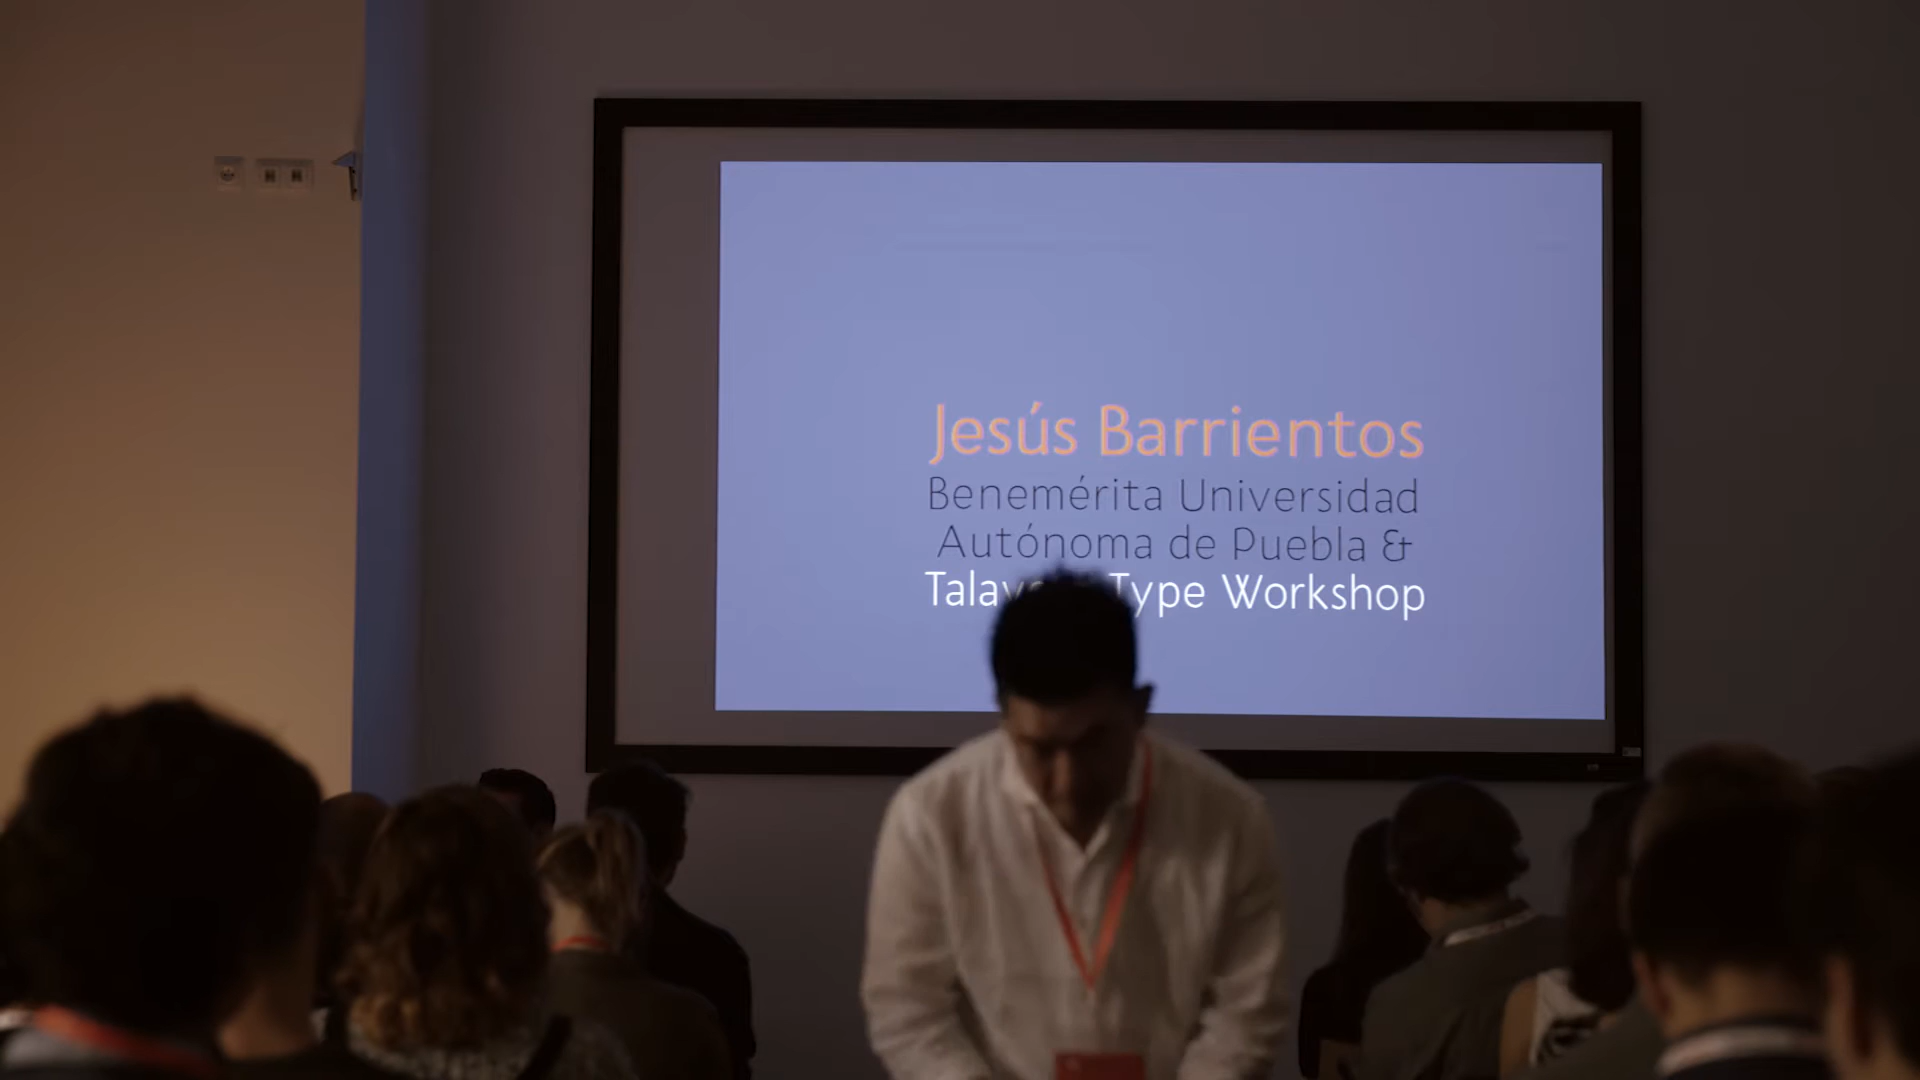 Jesús Barrientos
Benemérita Universidad
Autónoma de Puebla &
Type Workshop